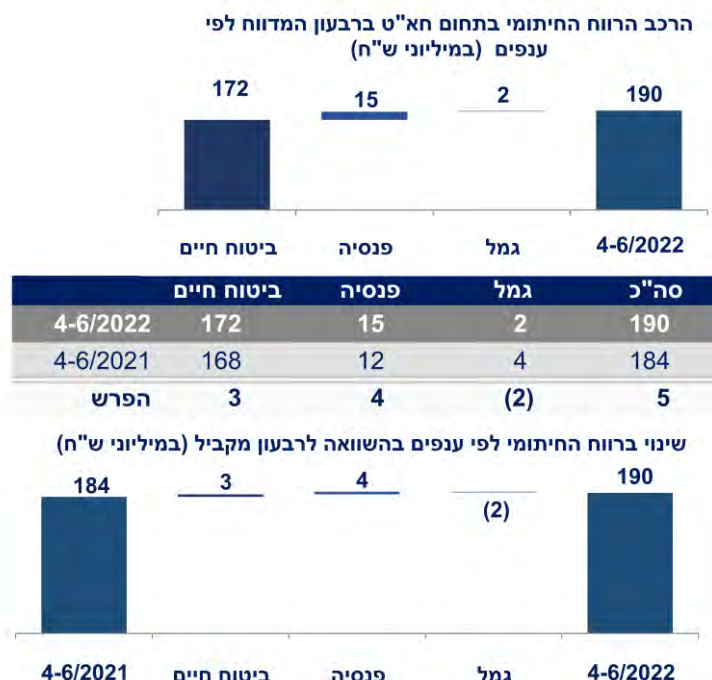 הרכב הרווח החיתומי בתחום חא"ט ברבעון המדווח לפי
ענפים (במיליוני ש"ח)
172 15 2 190
ביטוח חיים פנסיה גמל 4-6/2022
ביטוח חיים פנסיה גמל סה"כ
4-6/2022 172 15 2 190
4-6/2021 168 12 4 184
הפרש 3 4 (2) 5
שינוי ברווח החיתומי לפי ענפים בהשוואה לרבעון מקביל (במיליוני ש"ח)
184 3 4 (2) 190
4-6/2021 ביטוח חיים פנסיה גמל 4-6/2022